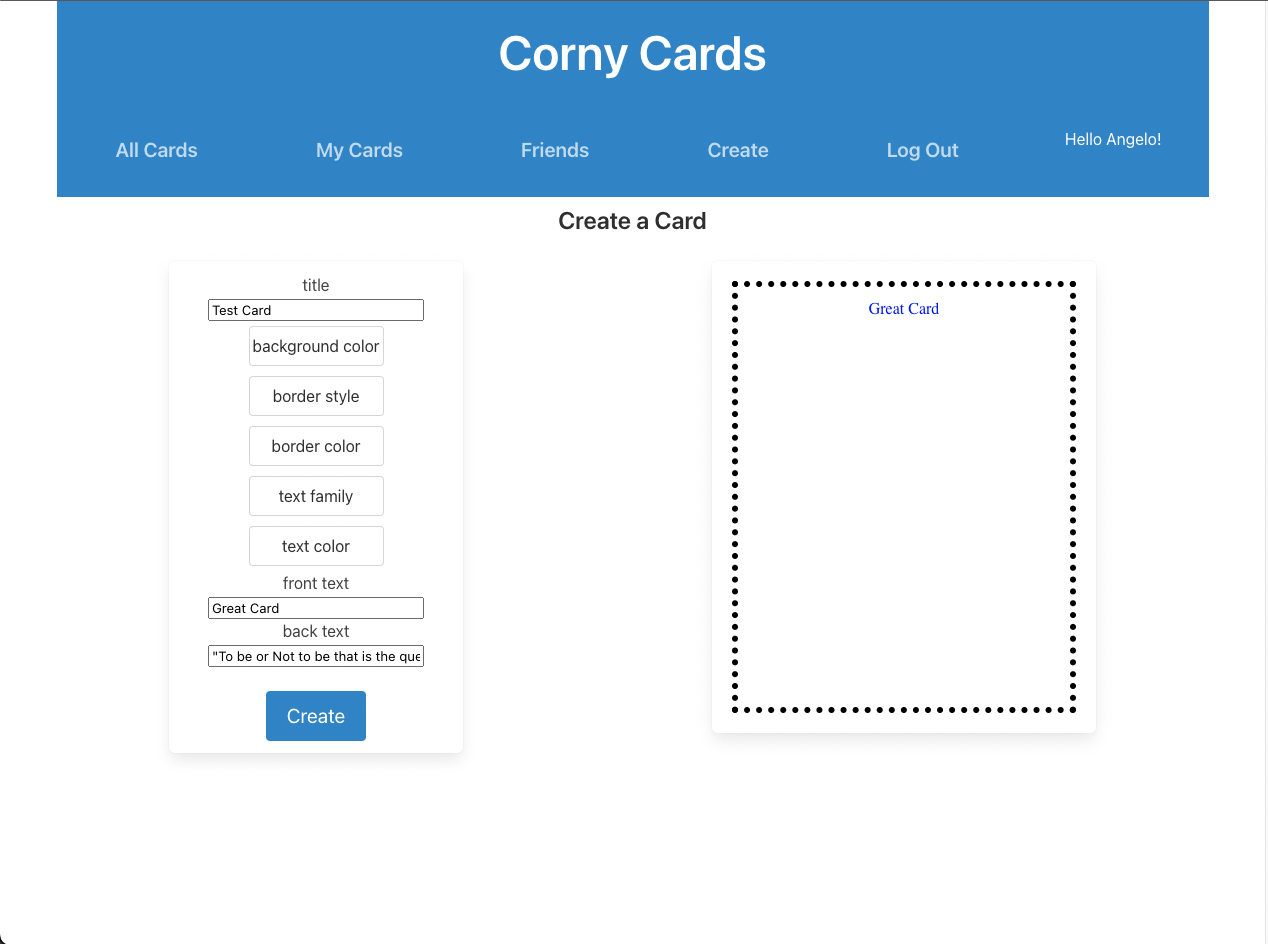 Corny Cards
All Cards My Cards Friends Create Log Out Hello Angelo!
Create a Card
title
Test Card
background color
border style
border color
text family
text color
front text
Great Card
back text
"To be or Not to be that is the que
Create
Great Card